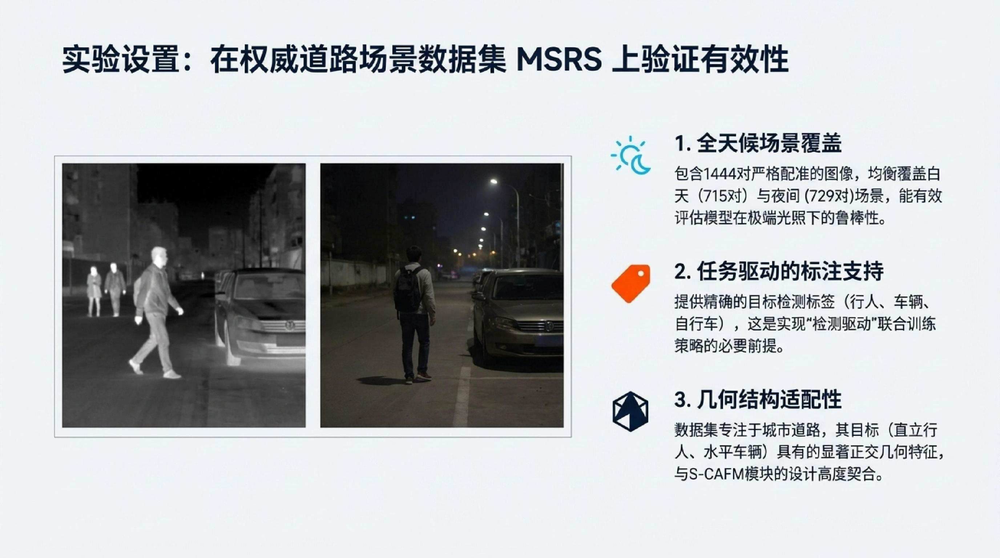 实验设置：在权威道路场景数据集 MSRS 上验证有效性
1. 全天候场景覆盖
包含1444对严格配准的图像，均衡覆盖白
天（715对）与夜间 (729对)场景，能有效
评估模型在极端光照下的鲁棒性。
2. 任务驱动的标注支持
提供精确的目标检测标签（行人、车辆、
自行车），这是实现“检测驱动”联合训练
策略的必要前提。
3. 几何结构适配性
数据集专注于城市道路，其目标（直立行
人、水平车辆）具有的显著正交几何特征，
与S-CAFM模块的设计高度契合。